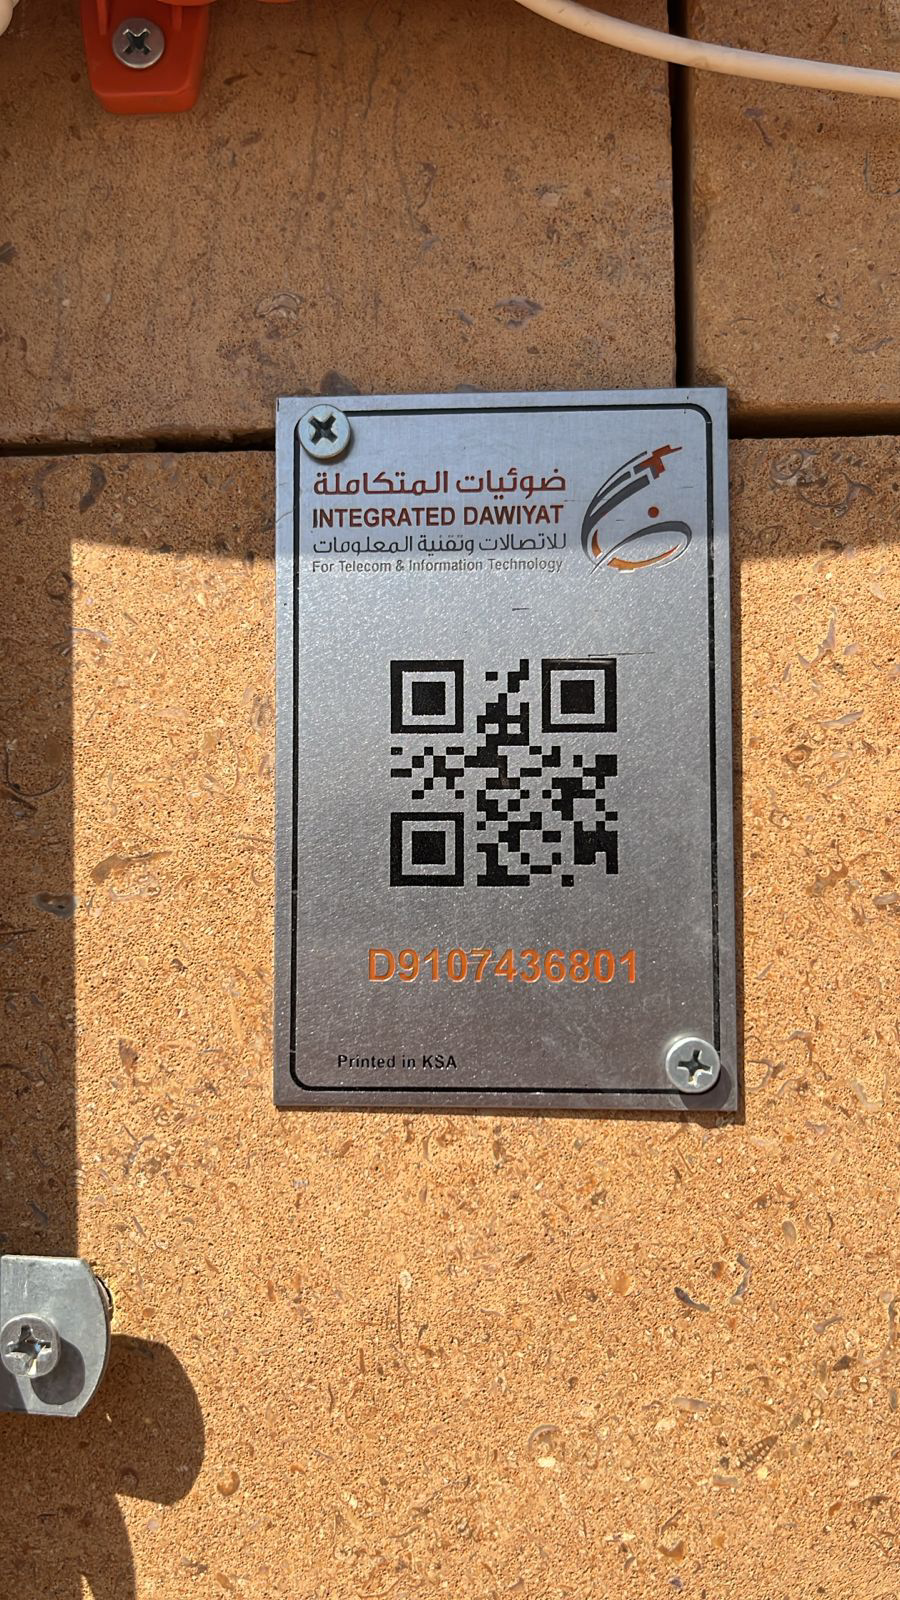 ضوئيات المتكاملة
INTEGRATED DAWIYAT
للاتصالات وتقنية المعلومات
For Telecom & Information Technology
D9107436801
Printed in KSA